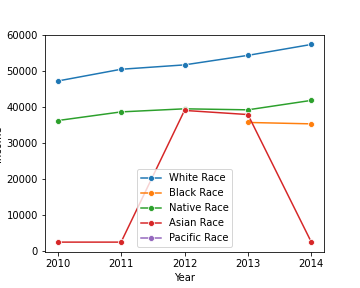 60000
50000
40000
30000
20000
10000
0
White Race
Black Race
Native Race
Asian Race
Pacific Race
2010 2011 2012 2013 2014
Year